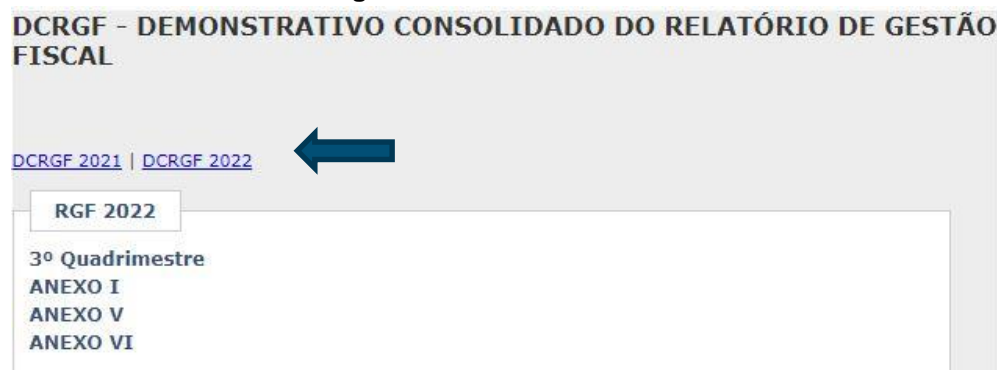 DCRGF - DEMONSTRATIVO CONSOLIDADO DO RELATÓRIO DE GESTÃO
FISCAL
DCRGF 2021 | DCRGF 2022
RGF 2022
3º Quadrimestre
ANEXO I
ANEXO V
ANEXO VI